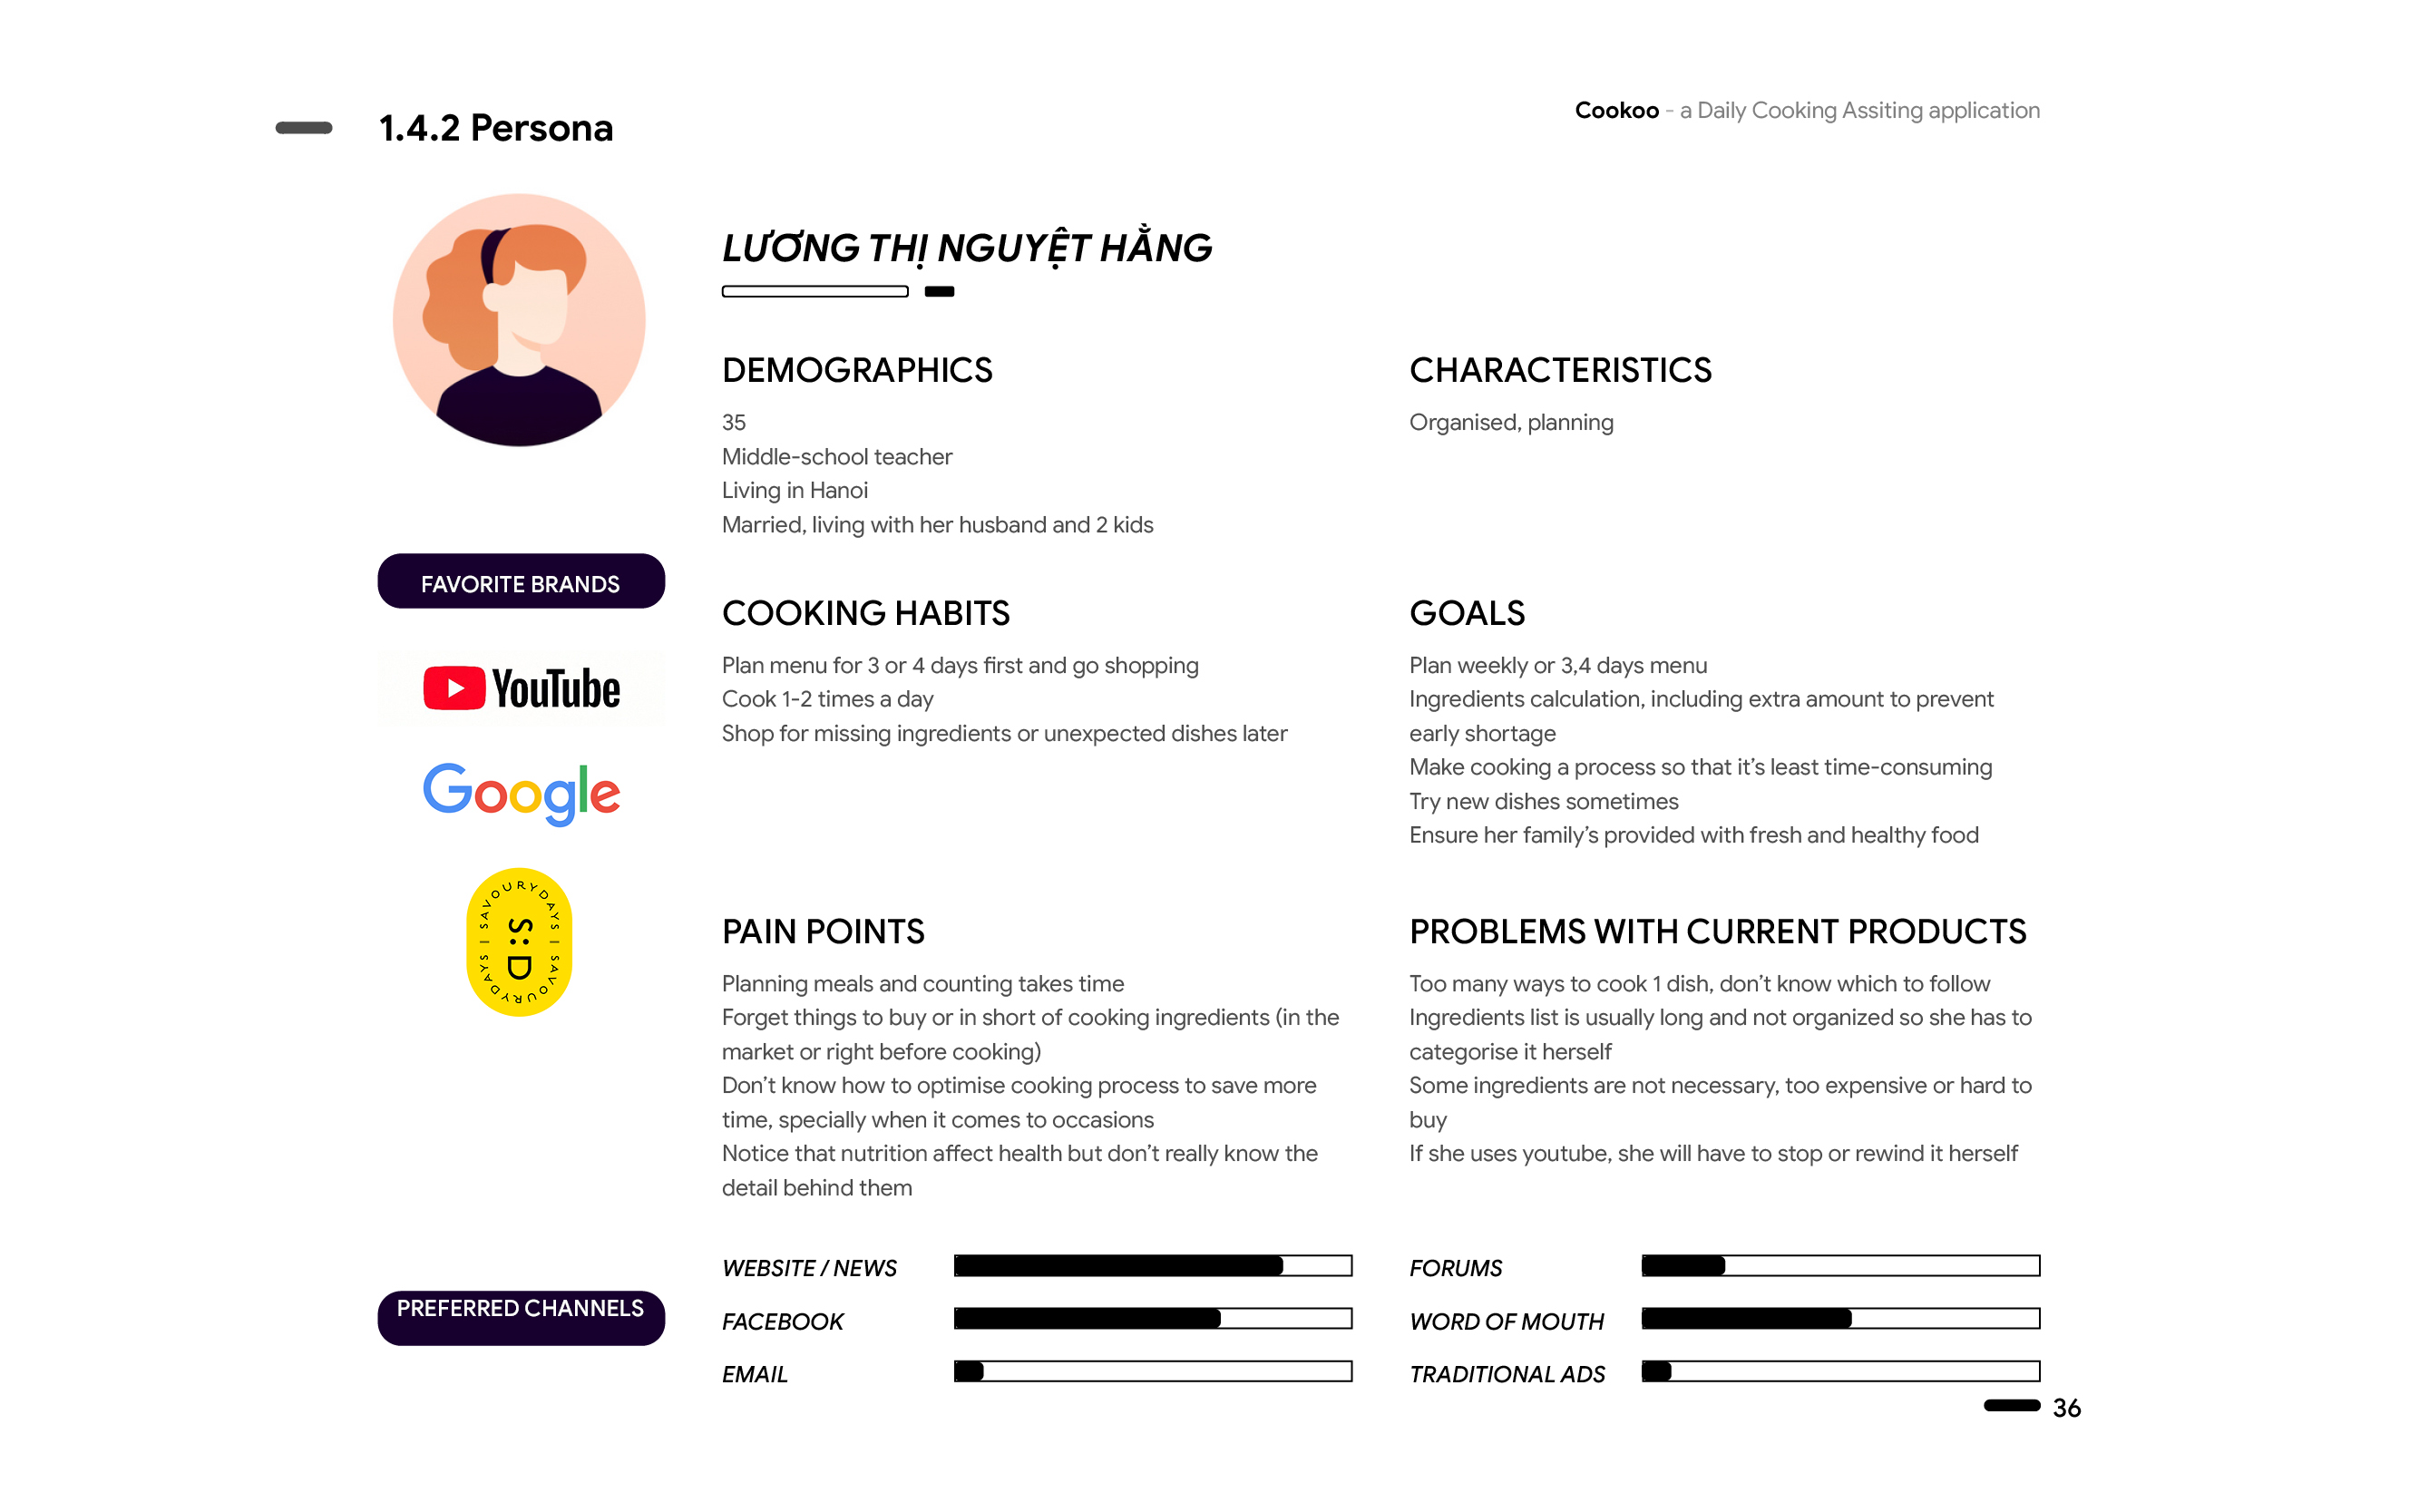 1.4.2 Persona
Cookoo - a Daily Cooking Assiting application
LƯƠNG THỊ NGUYỆT HẰNG
DEMOGRAPHICS
35
Middle-school teacher
Living in Hanoi
Married, living with her husband and 2 kids
CHARACTERISTICS
Organised, planning
FAVORITE BRANDS
YouTube
Google
SAVOURYDAYS | SAVOURYDAYS |
S:D
COOKING HABITS
Plan menu for 3 or 4 days first and go shopping
Cook 1-2 times a day
Shop for missing ingredients or unexpected dishes later
GOALS
Plan weekly or 3,4 days menu
Ingredients calculation, including extra amount to prevent
early shortage
Make cooking a process so that it’s least time-consuming
Try new dishes sometimes
Ensure her family’s provided with fresh and healthy food
PAIN POINTS
Planning meals and counting takes time
Forget things to buy or in short of cooking ingredients (in the
market or right before cooking)
Don’t know how to optimise cooking process to save more
time, specially when it comes to occasions
Notice that nutrition affect health but don’t really know the
detail behind them
PROBLEMS WITH CURRENT PRODUCTS
Too many ways to cook 1 dish, don’t know which to follow
Ingredients list is usually long and not organized so she has to
categorise it herself
Some ingredients are not necessary, too expensive or hard to
buy
If she uses youtube, she will have to stop or rewind it herself
PREFERRED CHANNELS
WEBSITE / NEWS
FACEBOOK
EMAIL
FORUMS
WORD OF MOUTH
TRADITIONAL ADS
36